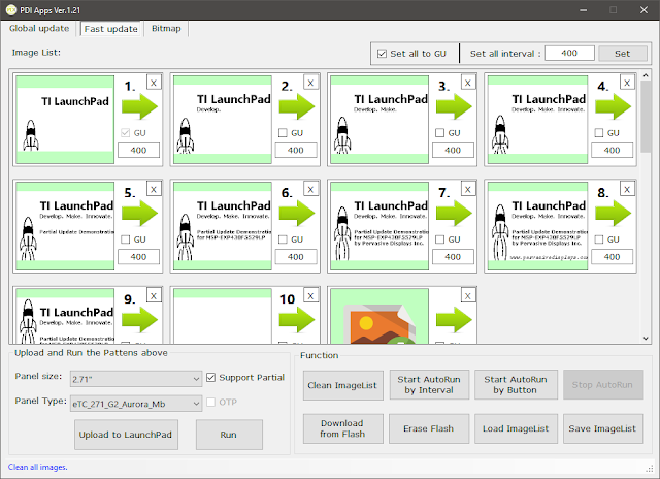 PDI Apps Ver.1.21
Global update Fast update Bitmap
Image List:
Set all to GU
Set all interval :
400
Set
TI LaunchPad
1.
X
GU
400
TI LaunchPad
Develop.
2.
X
GU
400
TI LaunchPad
Develop. Make.
3.
X
GU
400
TI LaunchPad
Develop. Make. Innovate.
4.
X
GU
400
TI LaunchPad
Develop. Make. Innovate.
Partial Update Demonstration
5.
X
GU
400
TI LaunchPad
Develop. Make. Innovate.
Partial Update Demonstration
for MSP-EXP430F5529LP
6.
X
GU
400
TI LaunchPad
Develop. Make. Innovate.
Partial Update Demonstration
for MSP-EXP430F5529LP
by Pervasive Displays Inc.
7.
X
GU
400
TI LaunchPad
Develop. Make. Innovate.
Partial Update Demonstration
for MSP-EXP430F5529LP
by Pervasive Displays Inc.
www.pervasivedisplays.com
8.
X
GU
400
TI LaunchPad
Develop. Make. Innovate.
Partial Update Demonstration
9.
X
10
X
X
Upload and Run the Pattens above
Panel size:
2.71"
Support Partial
Panel Type:
eTC_271_G2_Aurora_Mb
OTP
Upload to LaunchPad
Run
Function
Clean ImageList
Start AutoRun
by Interval
Start AutoRun
by Button
Stop AutoRun
Download
from Flash
Erase Flash
Load ImageList
Save ImageList
Clean all images.